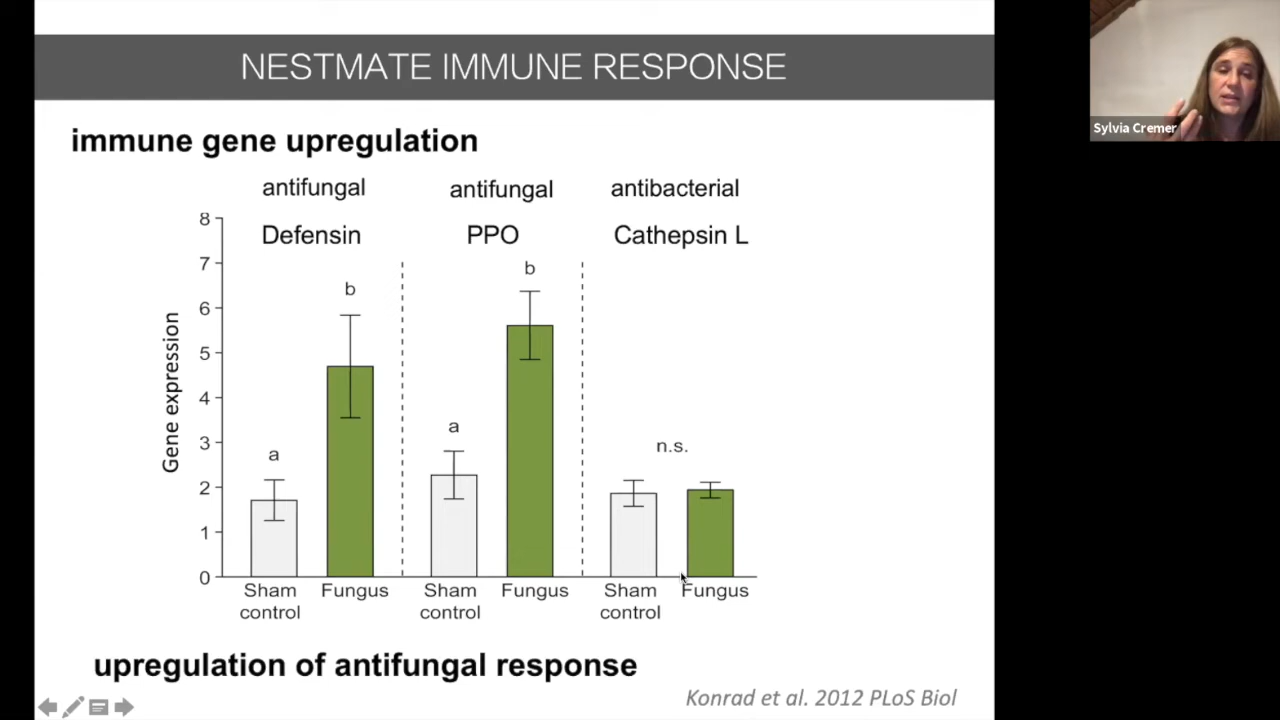 NESTMATE IMMUNE RESPONSE
Sylvia Cremer
immune gene upregulation
antifungal antifungal antibacterial
Defensin PPO Cathepsin L
8
7
6
5
4
3
2
1
0
Gene expression
a
b
a
b
n.s.
Sham control
Fungus
Sham control
Fungus
Sham control
Fungus
upregulation of antifungal response
Konrad et al. 2012 PLoS Biol